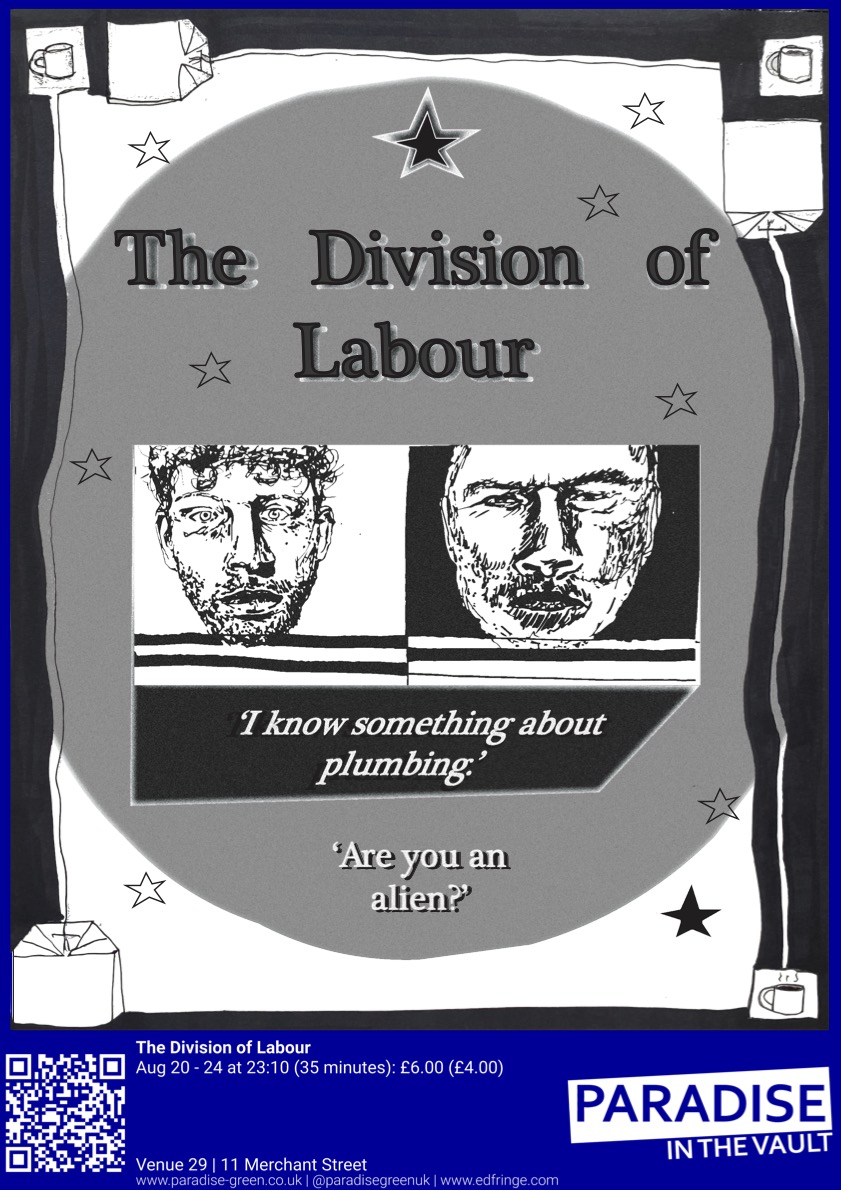 The Division of
Labour
‘I know something about
plumbing.’
‘Are you an
alien?’
The Division of Labour
Aug 20 - 24 at 23:10 (35 minutes): £6.00 (£4.00)
PARADISE
IN THE VAULT
Venue 29 | 11 Merchant Street
www.paradise-green.co.uk | @paradisegreenuk | www.edfringe.com